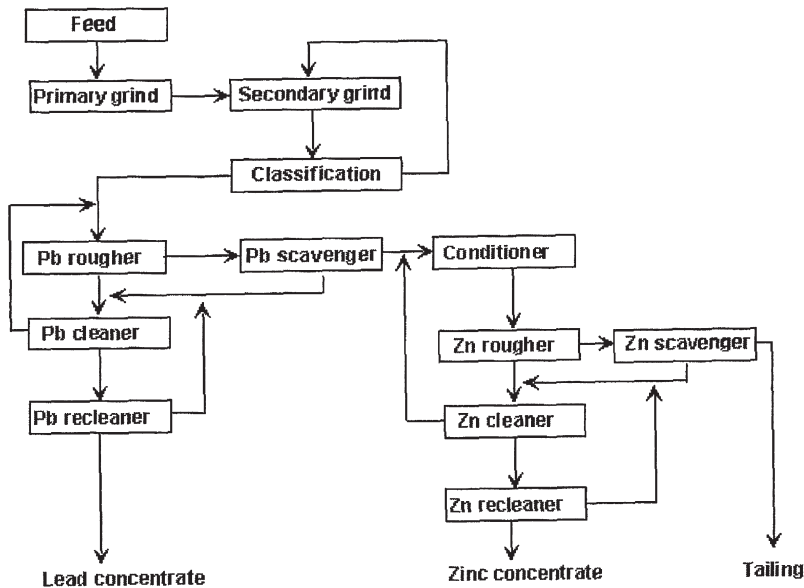 Feed
Primary grind
Secondary grind
Classification
Pb rougher
Pb scavenger
Conditioner
Pb cleaner
Zn rougher
Zn scavenger
Pb recleaner
Zn cleaner
Zn recleaner
Lead concentrate
Zinc concentrate
Tailing